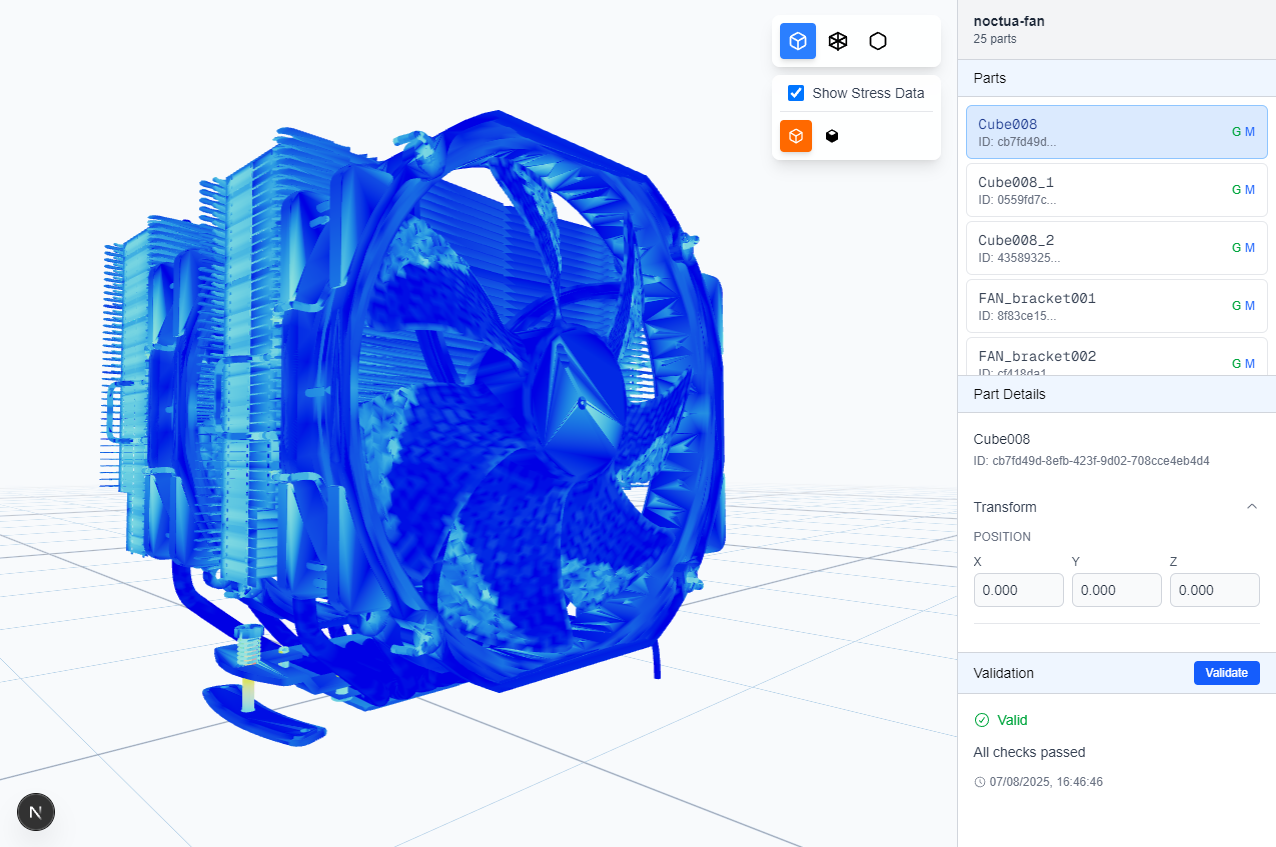 Show Stress Data
noctua-fan
25 parts
Parts
Cube008
ID: cb7fd49d...
G M
Cube008_1
ID: 0559fd7c...
G M
Cube008_2
ID: 43589325...
G M
FAN_bracket001
ID: 8f83ce15...
G M
FAN_bracket002
ID: cf418da1
G M
Part Details
Cube008
ID: cb7fd49d-8efb-423f-9d02-708cce4eb4d4
Transform
POSITION
X Y Z
0.000 0.000 0.000
Validation
Validate
Valid
All checks passed
07/08/2025, 16:46:46
N